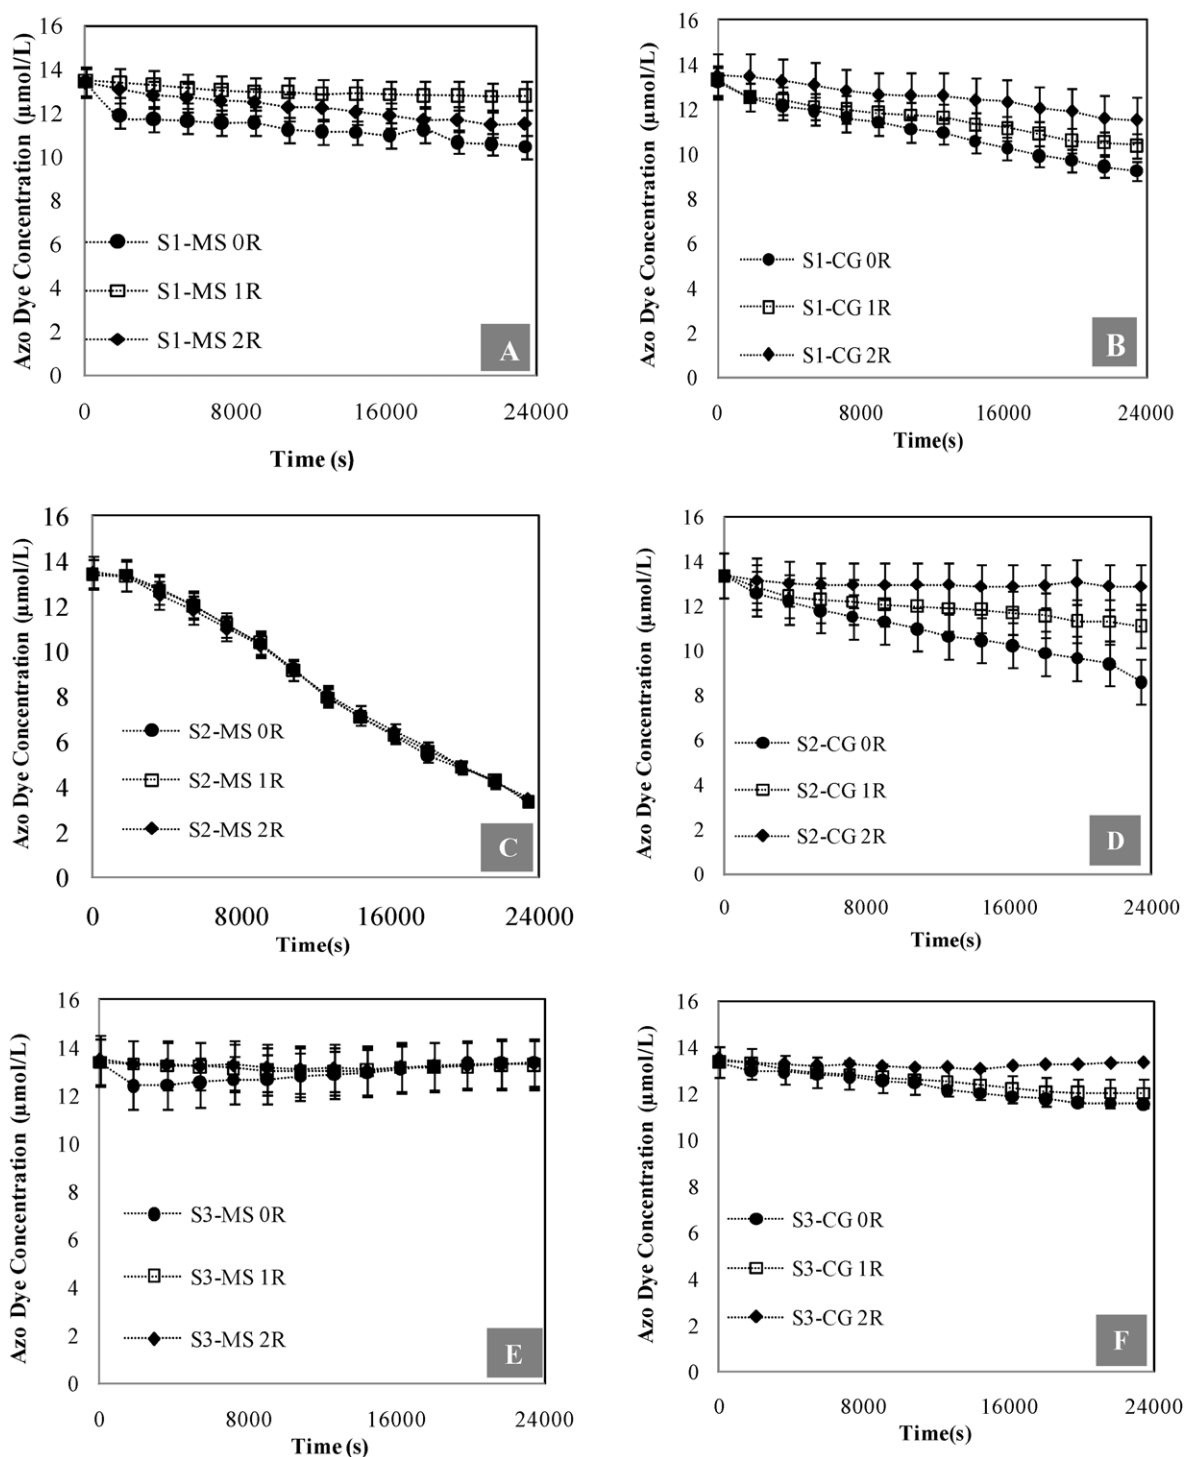 Azo Dye Concentration (µmol/L)
16
14
12
10
8
6
4
2
0
S1-MS 0R
S1-MS 1R
S1-MS 2R
A
0 8000 16000 24000
Time (s)
Azo Dye Concentration (µmol/L)
16
14
12
10
8
6
4
2
0
S1-CG 0R
S1-CG 1R
S1-CG 2R
B
0 8000 16000 24000
Time(s)
Azo Dye Concentration (µmol/L)
16
14
12
10
8
6
4
2
0
S2-MS 0R
S2-MS 1R
S2-MS 2R
C
0 8000 16000 24000
Time(s)
Azo Dye Concentration (µmol/L)
16
14
12
10
8
6
4
2
0
S2-CG 0R
S2-CG 1R
S2-CG 2R
D
0 8000 16000 24000
Time(s)
Azo Dye Concentration (µmol/L)
16
14
12
10
8
6
4
2
0
S3-MS 0R
S3-MS 1R
S3-MS 2R
E
0 8000 16000 24000
Time (s)
Azo Dye Concentration (µmol/L)
16
14
12
10
8
6
4
2
0
S3-CG 0R
S3-CG 1R
S3-CG 2R
F
0 8000 16000 24000
Time(s)